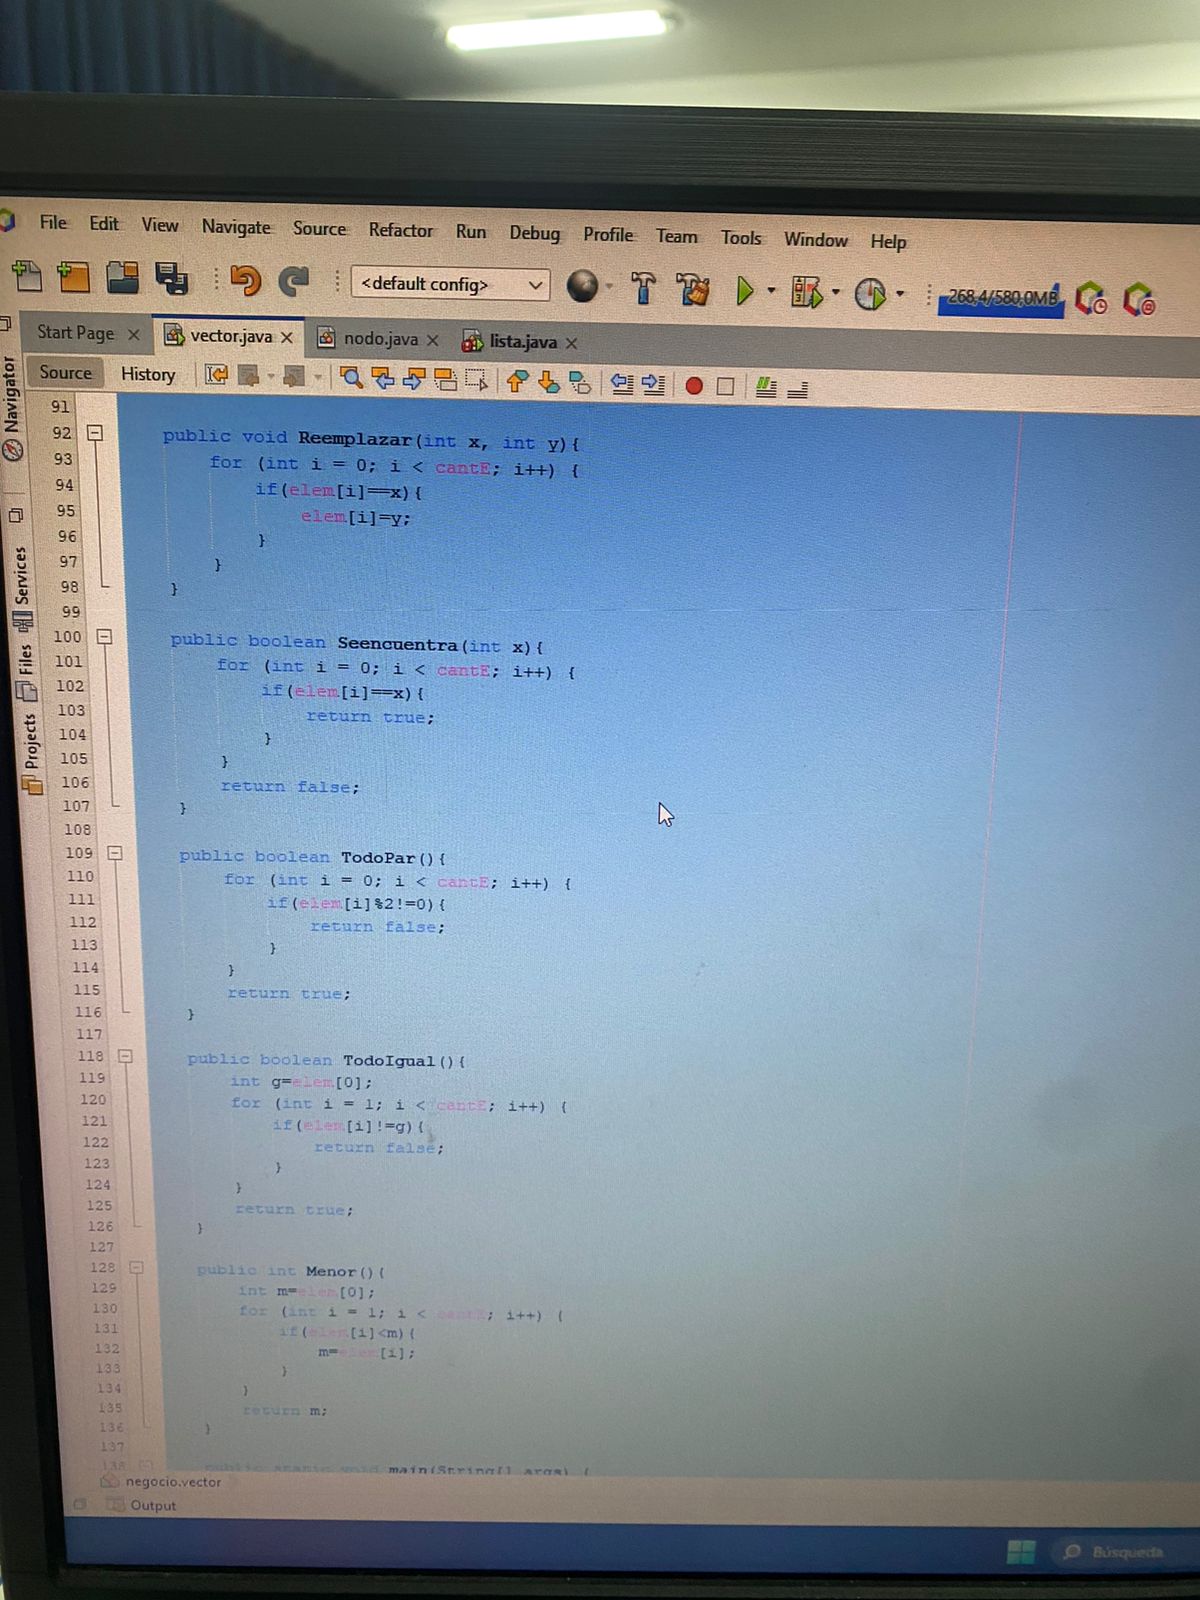 File Edit View Navigate Source Refactor Run Debug Profile Team Tools Window Help
<default config>
268,4/580,0MB
Start Page vector.java nodo.java lista.java
Source History
Navigator
Services
Files
Projects
91
92 public void Reemplazar(int x, int y){
93 for (int i = 0; i < cantE; i++) {
94 if(elem[i]==x){
95 elem[i]=y;
96 }
97 }
98 }
99
100 public boolean Seencuentra(int x){
101 for (int i = 0; i < cantE; i++) {
102 if(elem[i]==x){
103 return true;
104 }
105 }
106 return false;
107 }
108
109 public boolean TodoPar(){
110 for (int i = 0; i < cantE; i++) {
111 if(elem[i]%2!=0){
112 return false;
113 }
114 }
115 return true;
116 }
117
118 public boolean TodoIgual(){
119 int g=elem[0];
120 for (int i = 1; i < cantE; i++) {
121 if(elem[i]!=g){
122 return false;
123 }
124 }
125 return true;
126 }
127
128 public int Menor(){
129 int m=elem[0];
130 for (int i = 1; i < cantE; i++) {
131 if(elem[i]<m){
132 m=elem[i];
133 }
134 }
135 return m;
136 }
137
138 public static void main(String[] args) {
negocio.vector
Output
Búsqueda